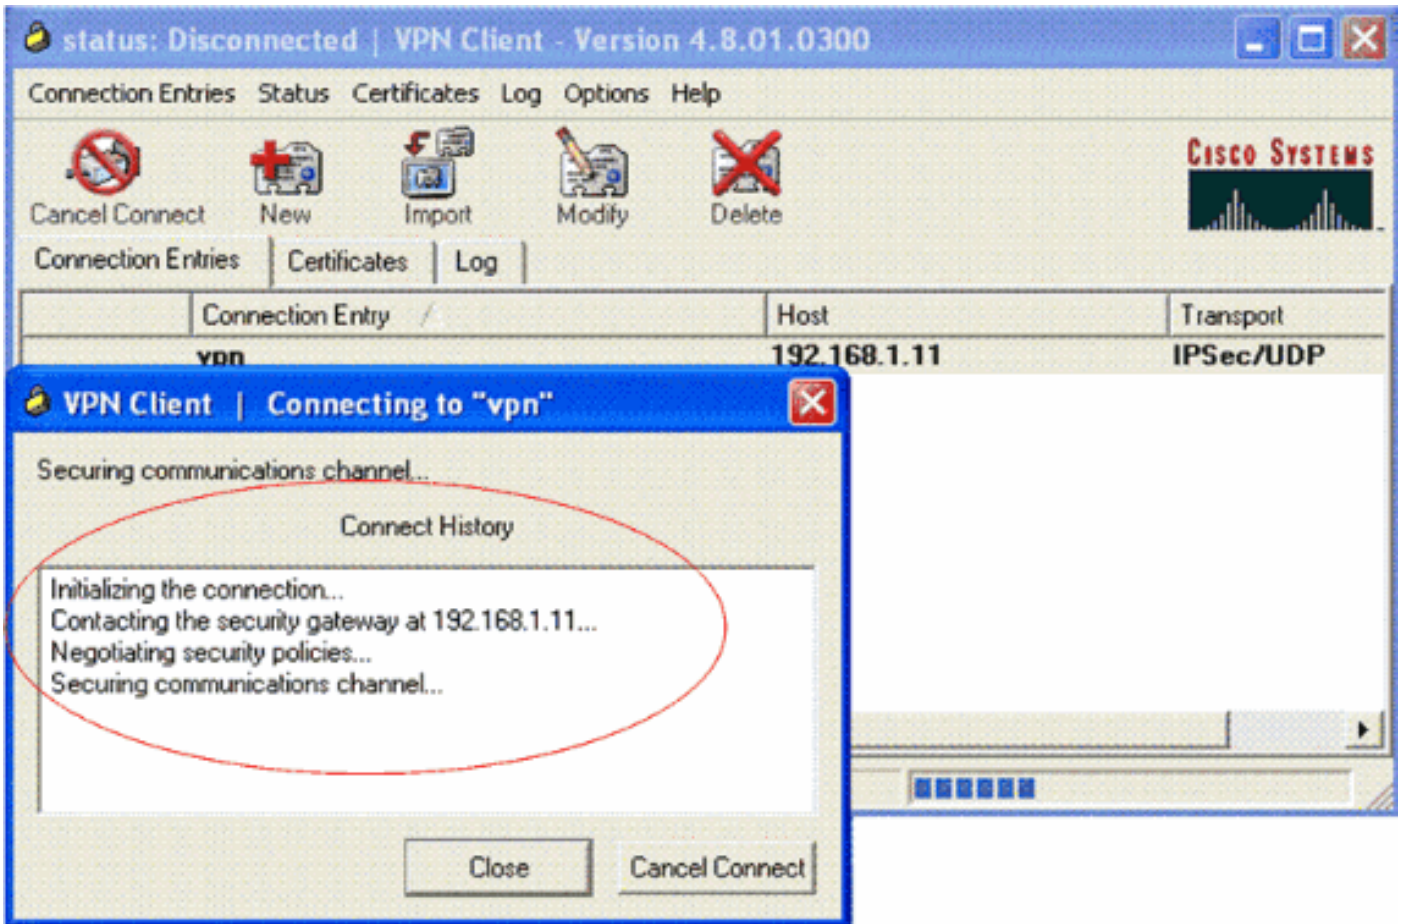 status: Disconnected | VPN Client - Version 4.8.01.0300
Connection Entries Status Certificates Log Options Help
CISCO SYSTEMS
Cancel Connect New Import Modify Delete
Connection Entries Certificates Log
Connection Entry Host Transport
vpn 192.168.1.11 IPSec/UDP
VPN Client | Connecting to "vpn"
Securing communications channel...
Connect History
Initializing the connection...
Contacting the security gateway at 192.168.1.11...
Negotiating security policies...
Securing communications channel...
Close Cancel Connect